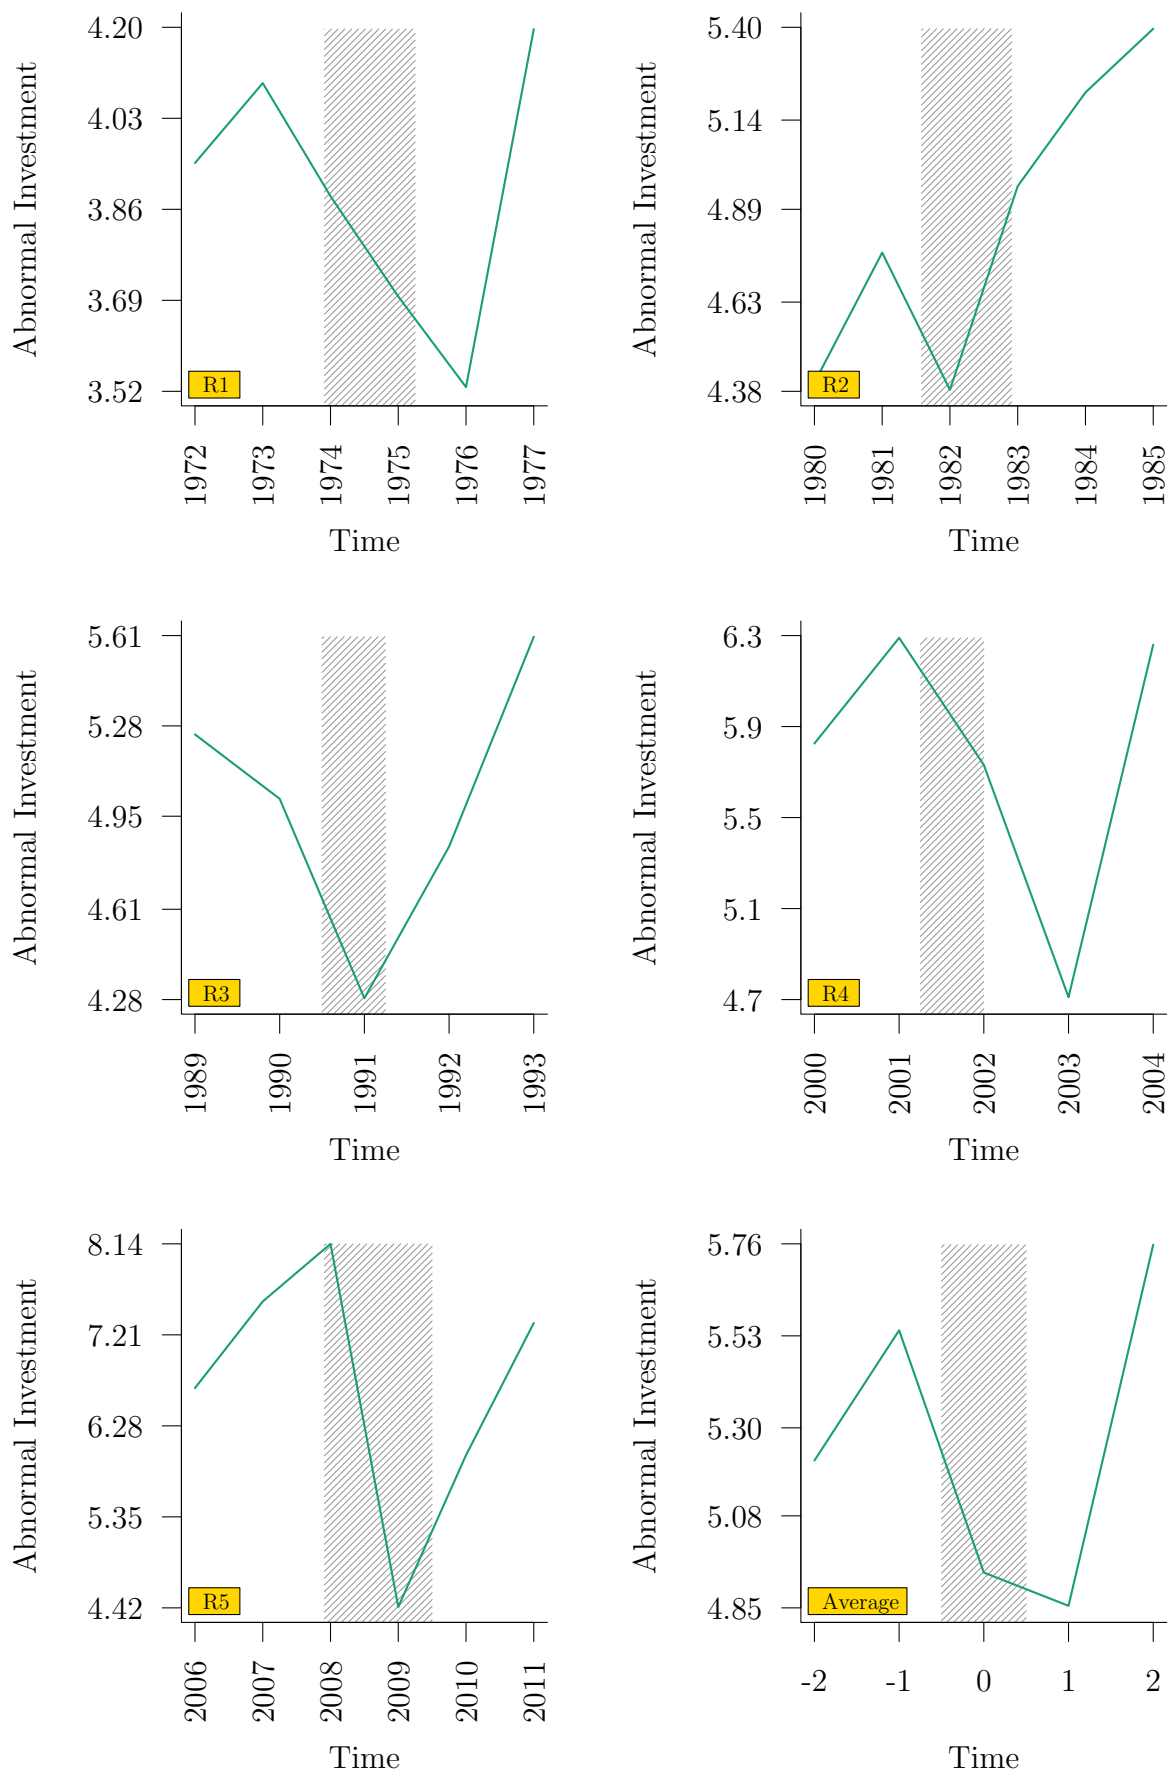 Abnormal Investment
4.20
4.03
3.86
3.69
3.52
R1
1972 1973 1974 1975 1976 1977
Time
Abnormal Investment
5.40
5.14
4.89
4.63
4.38
R2
1980 1981 1982 1983 1984 1985
Time
Abnormal Investment
5.61
5.28
4.95
4.61
4.28
R3
1989 1990 1991 1992 1993
Time
Abnormal Investment
6.3
5.9
5.5
5.1
4.7
R4
2000 2001 2002 2003 2004
Time
Abnormal Investment
8.14
7.21
6.28
5.35
4.42
R5
2006 2007 2008 2009 2010 2011
Time
Abnormal Investment
5.76
5.53
5.30
5.08
4.85
Average
-2 -1 0 1 2
Time